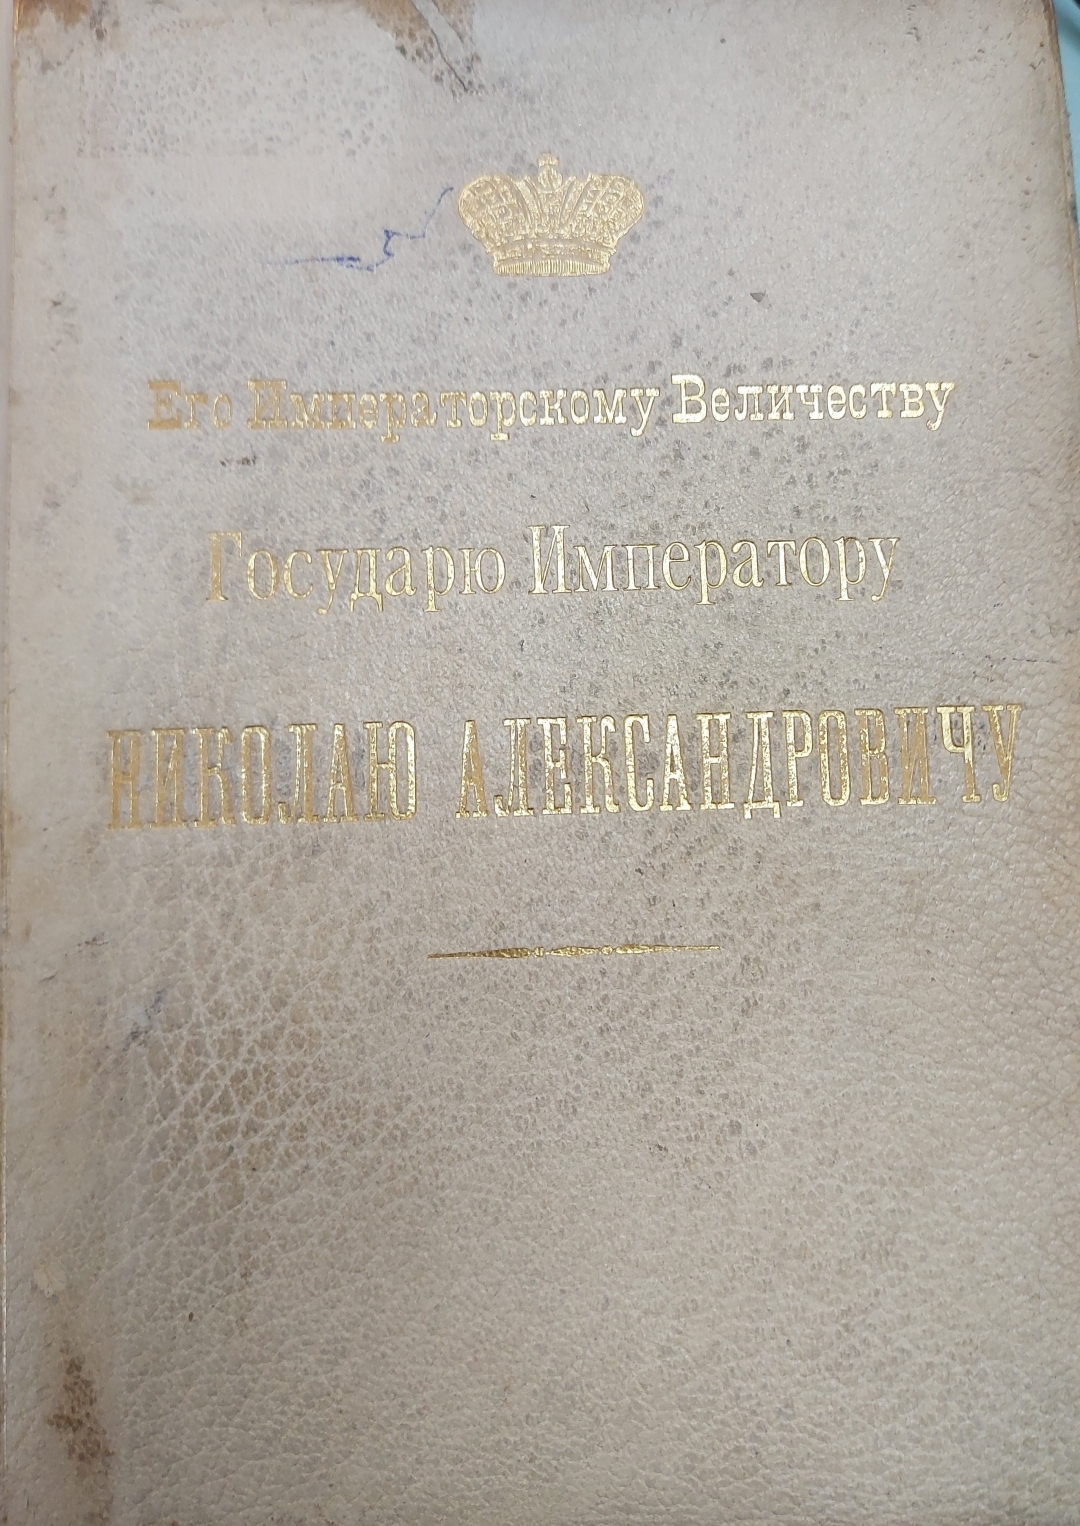 Его Императорскому Величеству
Государю Императору
НИКОЛАЮ АЛЕКСАНДРОВИЧУ